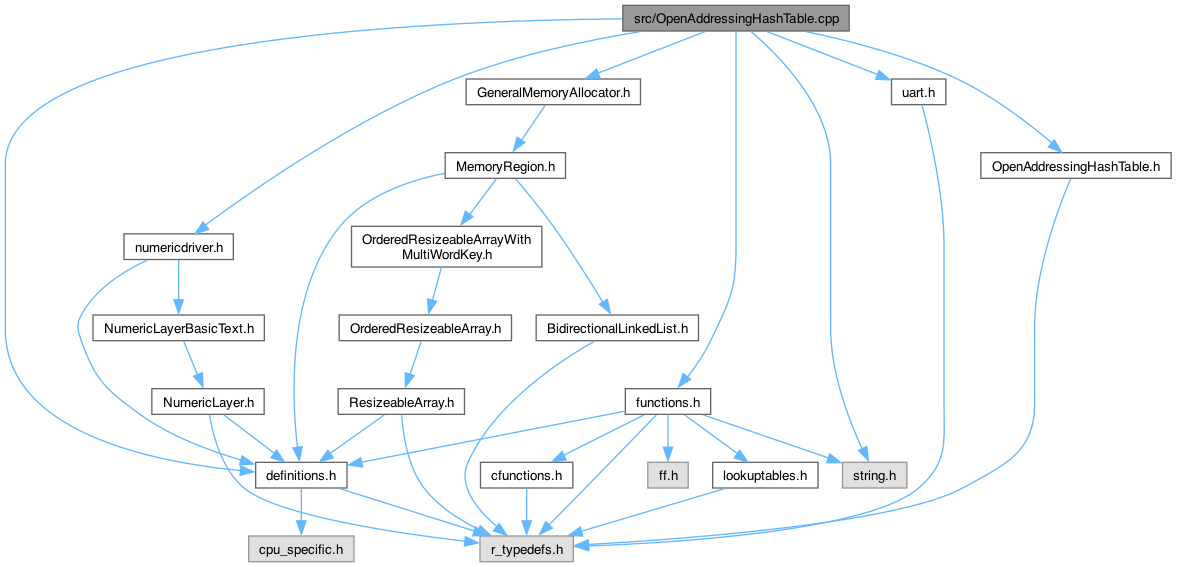 src/OpenAddressingHashTable.cpp
GeneralMemoryAllocator.h
uart.h
MemoryRegion.h
OpenAddressingHashTable.h
numericdriver.h
OrderedResizeableArrayWith
MultiWordKey.h
NumericLayerBasicText.h
OrderedResizeableArray.h
BidirectionalLinkedList.h
NumericLayer.h
ResizeableArray.h
functions.h
definitions.h
cfunctions.h
ff.h
lookuptables.h
string.h
cpu_specific.h
r_typedefs.h